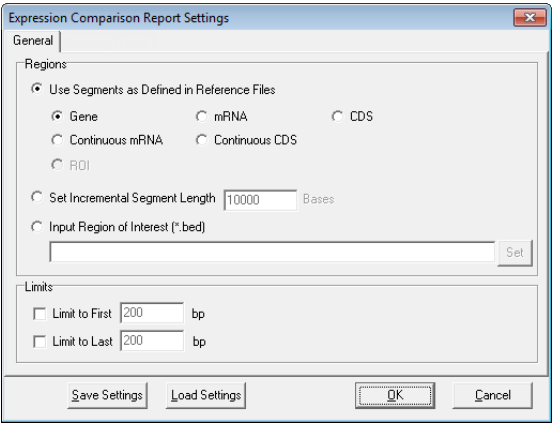 Expression Comparison Report Settings
General
Regions
Use Segments as Defined in Reference Files
Gene mRNA CDS
Continuous mRNA Continuous CDS
ROI
Set Incremental Segment Length 10000 Bases
Input Region of Interest (*.bed)
Set
Limits
Limit to First 200 bp
Limit to Last 200 bp
Save Settings Load Settings OK Cancel